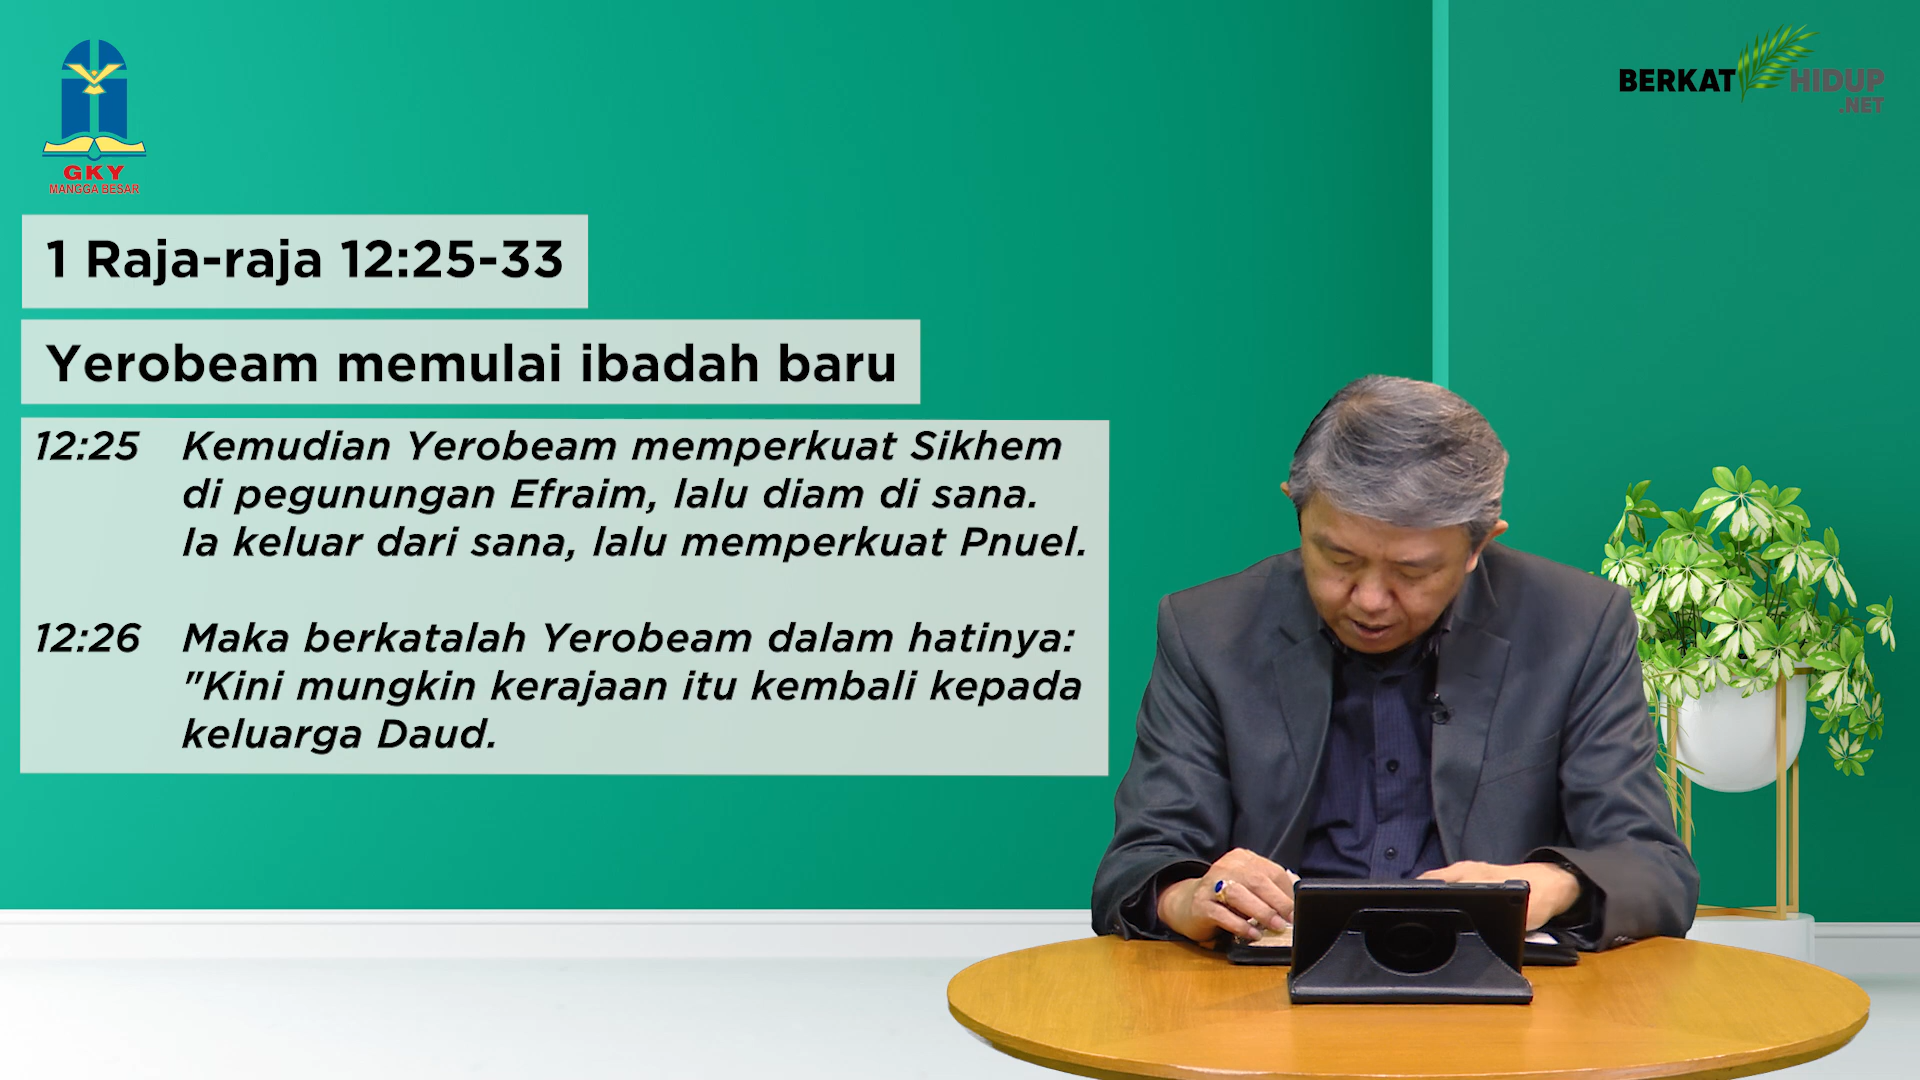 GKY
MANGGA BESAR
BERKAT HIDUP
.NET
1 Raja-raja 12:25-33
Yerobeam memulai ibadah baru
12:25 Kemudian Yerobeam memperkuat Sikhem
di pegunungan Efraim, lalu diam di sana.
Ia keluar dari sana, lalu memperkuat Pnuel.
12:26 Maka berkatalah Yerobeam dalam hatinya:
"Kini mungkin kerajaan itu kembali kepada
keluarga Daud.